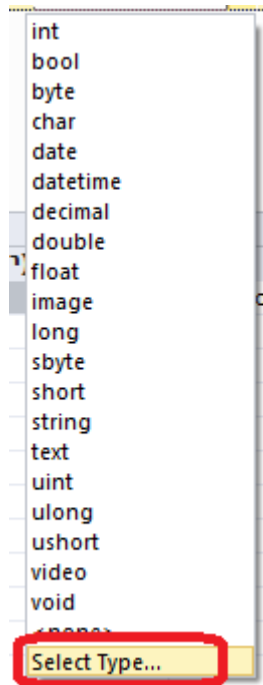 int
bool
byte
char
date
datetime
decimal
double
float
image
long
sbyte
short
string
text
uint
ulong
ushort
video
void
<none>
Select Type...